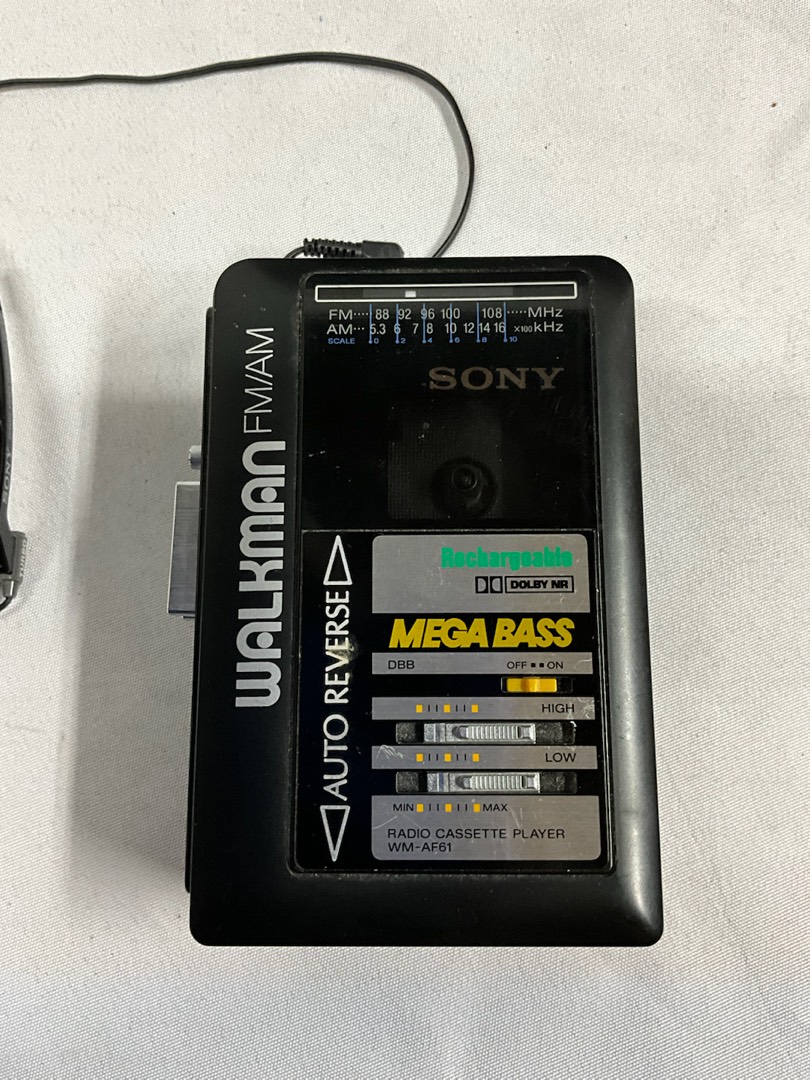 FM···· 88 92 96 100 108 ·····MHz
AM··· 5.3 6 7 8 10 12 14 16 ×100 kHz
SCALE 0 2 4 6 8 10
SONY
WALKMAN FM/AM
AUTO REVERSE
Rechargeable
DOLBY NR
MEGA BASS
DBB OFF ▪▪ ON
HIGH
LOW
MIN MAX
RADIO CASSETTE PLAYER
WM-AF61
SONY